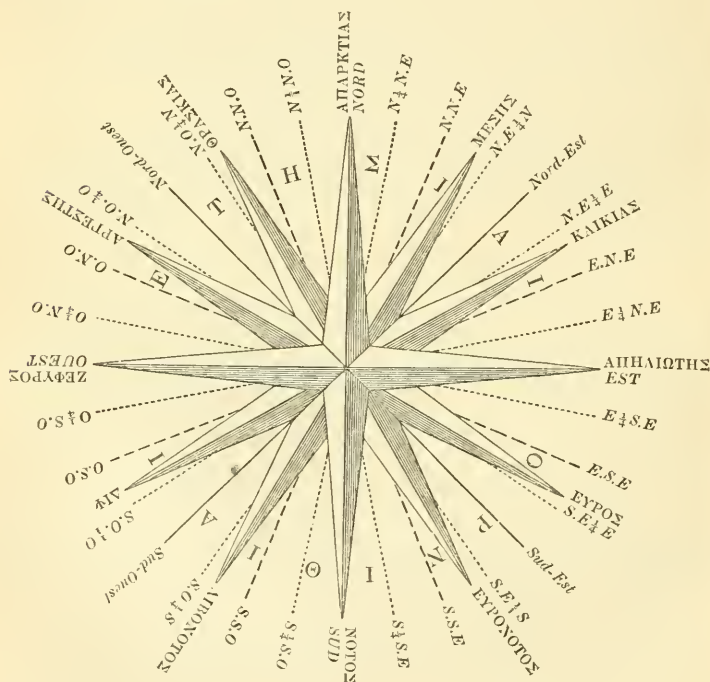 ΑΠΑΡΚΤΙΑΣ
NORD
N¼N.E
N.N.E
ΜΕΣΗΣ
N.E¼N
Nord-Est
N.E¼E
ΚΑΙΚΙΑΣ
E.N.E
E¼N.E
ΑΠΗΛΙΩΤΗΣ
EST
E¼S.E
E.S.E
ΕΥΡΟΣ
S.E¼E
Sud-Est
S.E¼S
ΕΥΡΟΝΟΤΟΣ
S.S.E
S¼S.E
ΝΟΤΟΣ
SUD
S¼S.O
S.S.O
ΛΙΒΟΝΟΤΟΣ
S.O¼S
Sud-Ouest
S.O.¼O
ΛΙΨ
O.S.O
O¼S.O
ΖΕΦΥΡΟΣ
OUEST
O¼N.O
O.N.O
ΑΡΓΕΣΤΗΣ
N.O.¼O
Nord-Ouest
N.O¼N
ΘΡΑΣΚΙΑΣ
N.N.O
N¼N.O
Μ
Ι
Ι
Ο
Ρ
Ζ
Ι
Θ
Ι
Ι
Ε
Η